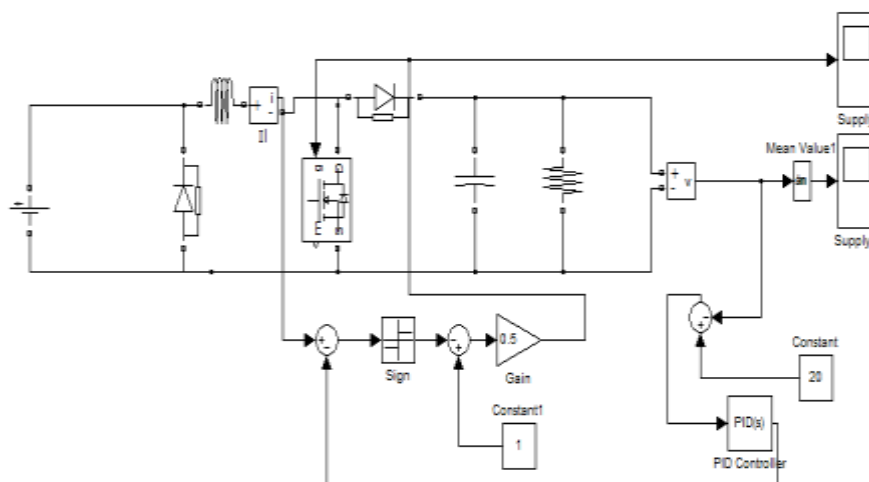 Supply
i
-
+
Il
Mean Value1
+
-
v
Supply
Constant
20
Sign
0.5
Gain
Constant1
1
PID(s)
PID Controller